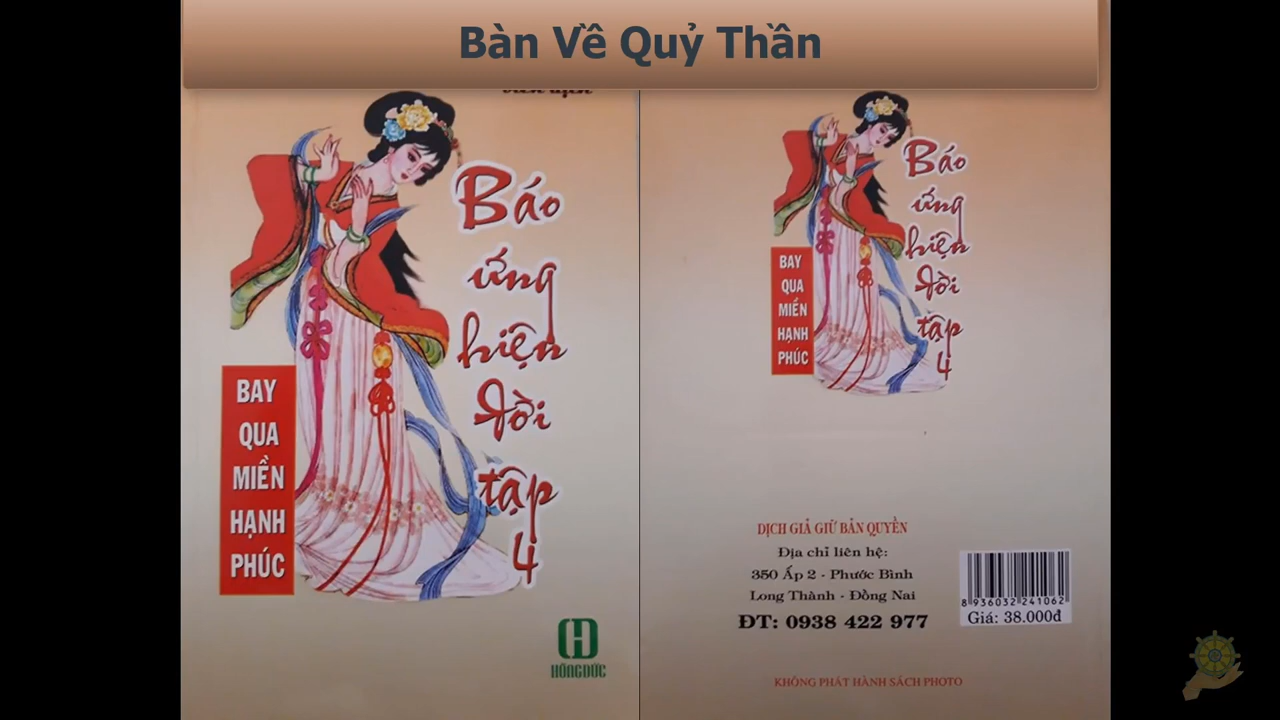 Bàn Về Quỷ Thần
Báo
ứng
hiện
đời
tập
4
BAY
QUA
MIỀN
HẠNH
PHÚC
HỒNG ĐỨC
Báo
ứng
hiện
đời
tập
4
BAY
QUA
MIỀN
HẠNH
PHÚC
DỊCH GIẢ GIỮ BẢN QUYỀN
Địa chỉ liên hệ:
350 Ấp 2 - Phước Bình
Long Thành - Đồng Nai
ĐT: 0938 422 977
8 936032 241062
Giá: 38.000đ
KHÔNG PHÁT HÀNH SÁCH PHOTO